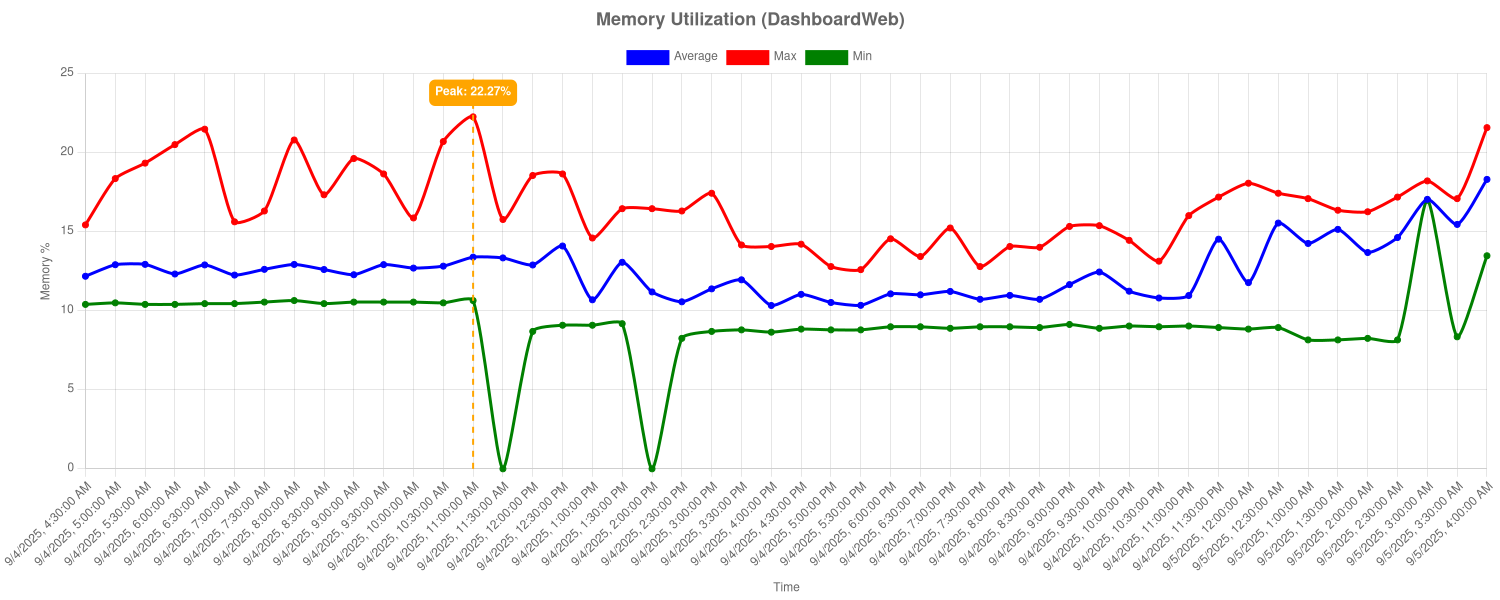 Memory Utilization (DashboardWeb)
Average Max Min
Peak: 22.27%
25
20
15
10
5
0
Memory %
9/4/2025, 4:30:00 AM
9/4/2025, 5:00:00 AM
9/4/2025, 5:30:00 AM
9/4/2025, 6:00:00 AM
9/4/2025, 6:30:00 AM
9/4/2025, 7:00:00 AM
9/4/2025, 7:30:00 AM
9/4/2025, 8:00:00 AM
9/4/2025, 8:30:00 AM
9/4/2025, 9:00:00 AM
9/4/2025, 9:30:00 AM
9/4/2025, 10:00:00 AM
9/4/2025, 10:30:00 AM
9/4/2025, 11:00:00 AM
9/4/2025, 11:30:00 AM
9/4/2025, 12:00:00 PM
9/4/2025, 12:30:00 PM
9/4/2025, 1:00:00 PM
9/4/2025, 1:30:00 PM
9/4/2025, 2:00:00 PM
9/4/2025, 2:30:00 PM
9/4/2025, 3:00:00 PM
9/4/2025, 3:30:00 PM
9/4/2025, 4:00:00 PM
9/4/2025, 4:30:00 PM
9/4/2025, 5:00:00 PM
9/4/2025, 5:30:00 PM
9/4/2025, 6:00:00 PM
9/4/2025, 6:30:00 PM
9/4/2025, 7:00:00 PM
9/4/2025, 7:30:00 PM
9/4/2025, 8:00:00 PM
9/4/2025, 8:30:00 PM
9/4/2025, 9:00:00 PM
9/4/2025, 9:30:00 PM
9/4/2025, 10:00:00 PM
9/4/2025, 10:30:00 PM
9/4/2025, 11:00:00 PM
9/4/2025, 11:30:00 PM
9/5/2025, 12:00:00 AM
9/5/2025, 12:30:00 AM
9/5/2025, 1:00:00 AM
9/5/2025, 1:30:00 AM
9/5/2025, 2:00:00 AM
9/5/2025, 2:30:00 AM
9/5/2025, 3:00:00 AM
9/5/2025, 3:30:00 AM
9/5/2025, 4:00:00 AM
Time